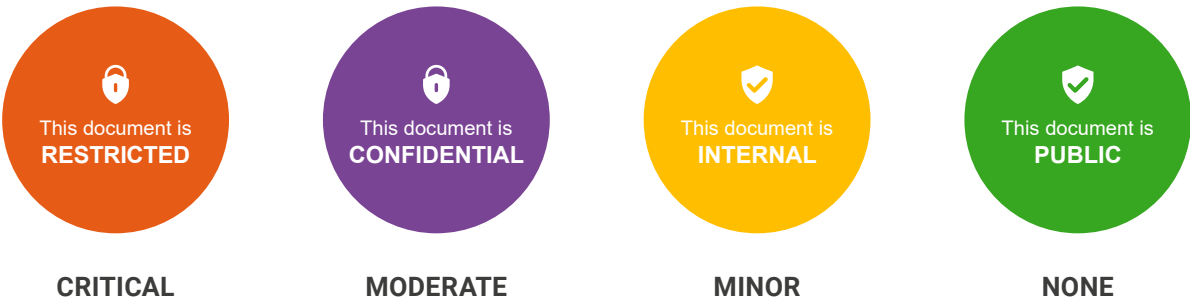 This document is
RESTRICTED
This document is
CONFIDENTIAL
This document is
INTERNAL
This document is
PUBLIC
CRITICAL
MODERATE
MINOR
NONE